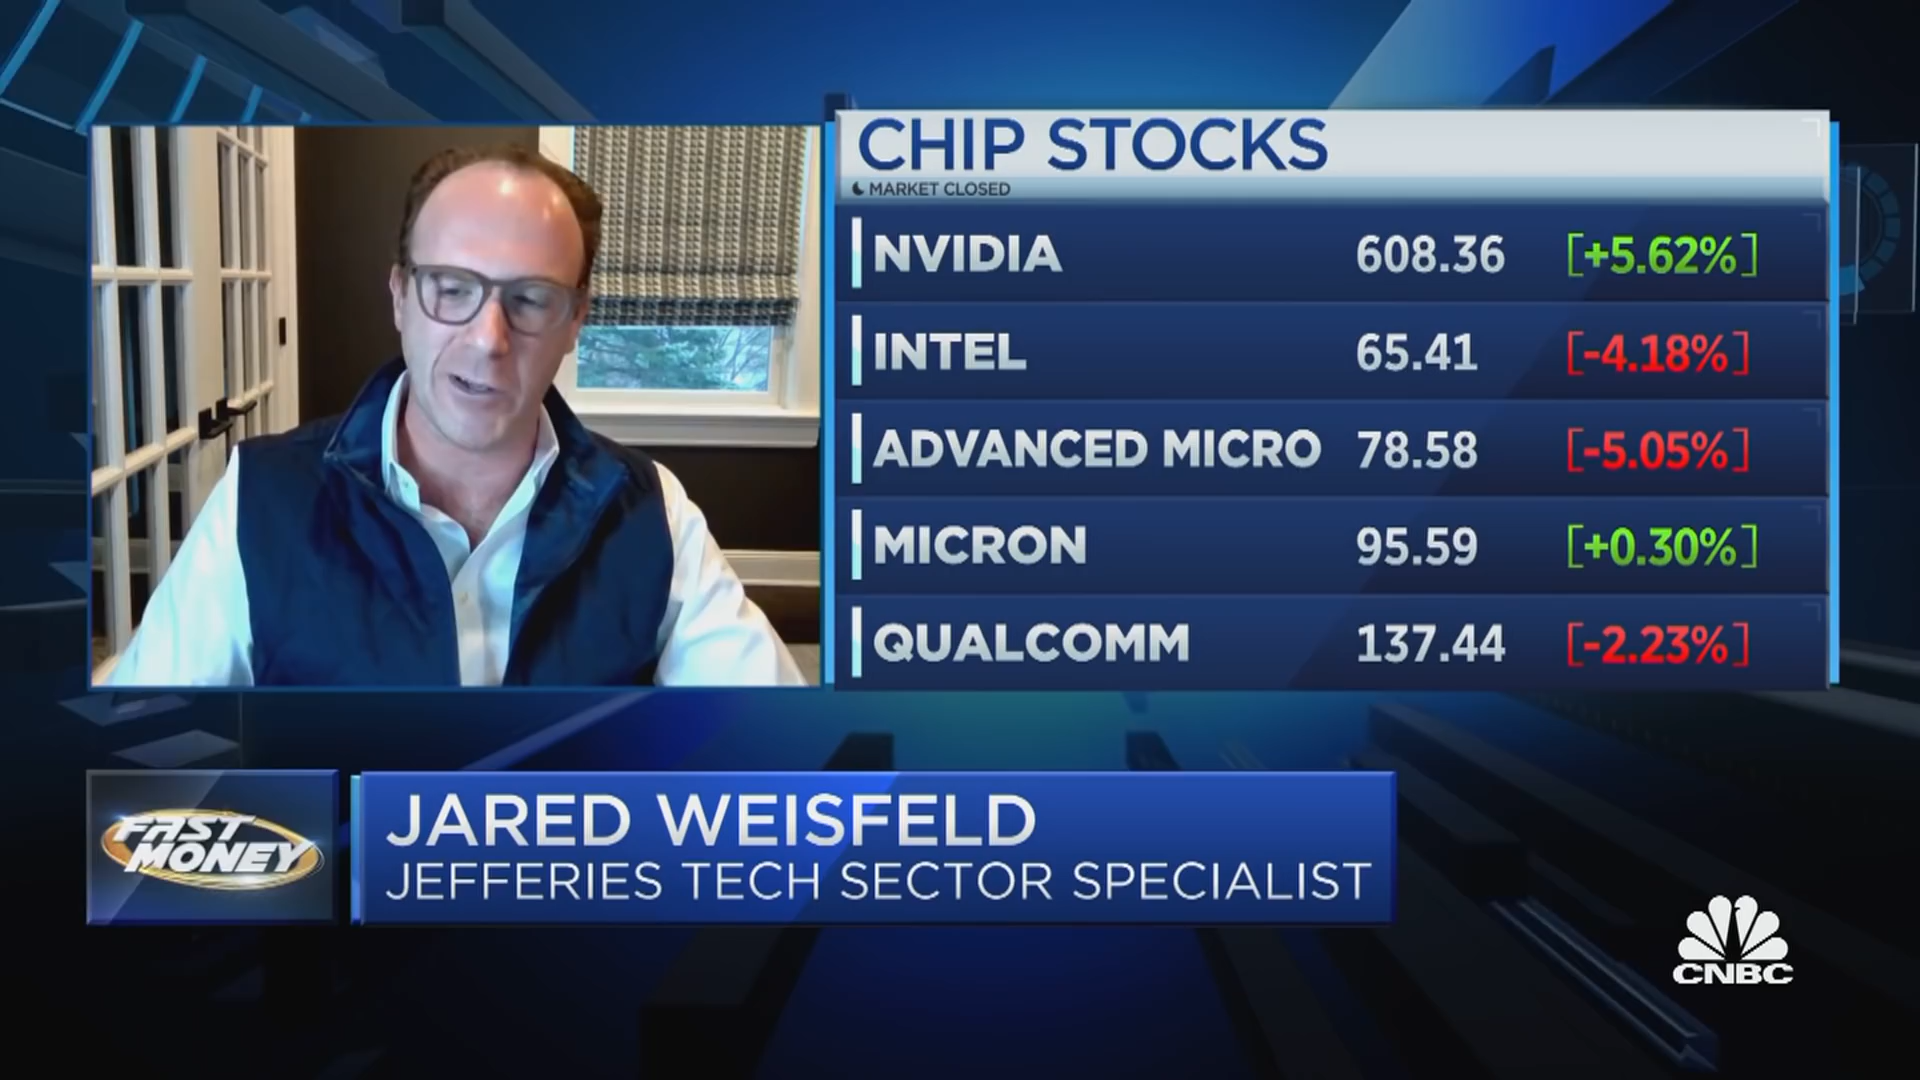 CHIP STOCKS
MARKET CLOSED
NVIDIA 608.36 [+5.62%]
INTEL 65.41 [-4.18%]
ADVANCED MICRO 78.58 [-5.05%]
MICRON 95.59 [+0.30%]
QUALCOMM 137.44 [-2.23%]
FAST
MONEY
JARED WEISFELD
JEFFERIES TECH SECTOR SPECIALIST
CNBC